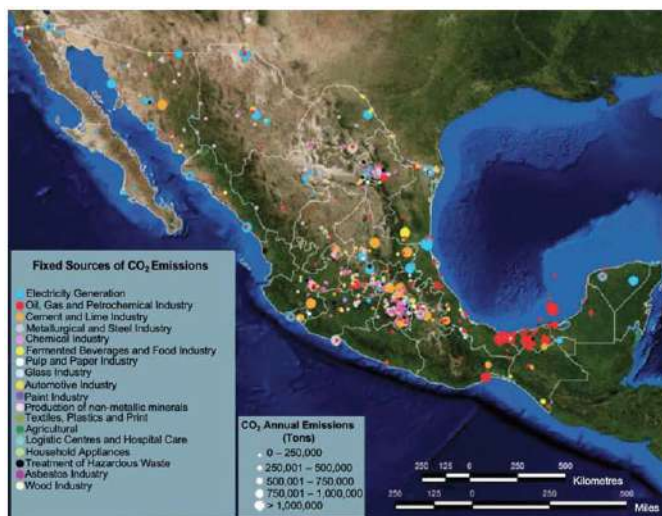 Fixed Sources of CO2 Emissions
Electricity Generation
Oil, Gas and Petrochemical Industry
Cement and Lime Industry
Metallurgical and Steel Industry
Chemical Industry
Fermented Beverages and Food Industry
Pulp and Paper Industry
Glass Industry
Automotive Industry
Paint Industry
Production of non-metallic minerals
Textiles, Plastics and Print
Agricultural
Logistic Centres and Hospital Care
Household Appliances
Treatment of Hazardous Waste
Asbestos Industry
Wood Industry
CO2 Annual Emissions
(Tons)
0 – 250,000
250,001 – 500,000
500,001 – 750,000
750,001 – 1,000,000
> 1,000,000
250 125 0 250 500
Kilometres
250 125 0 250 500
Miles